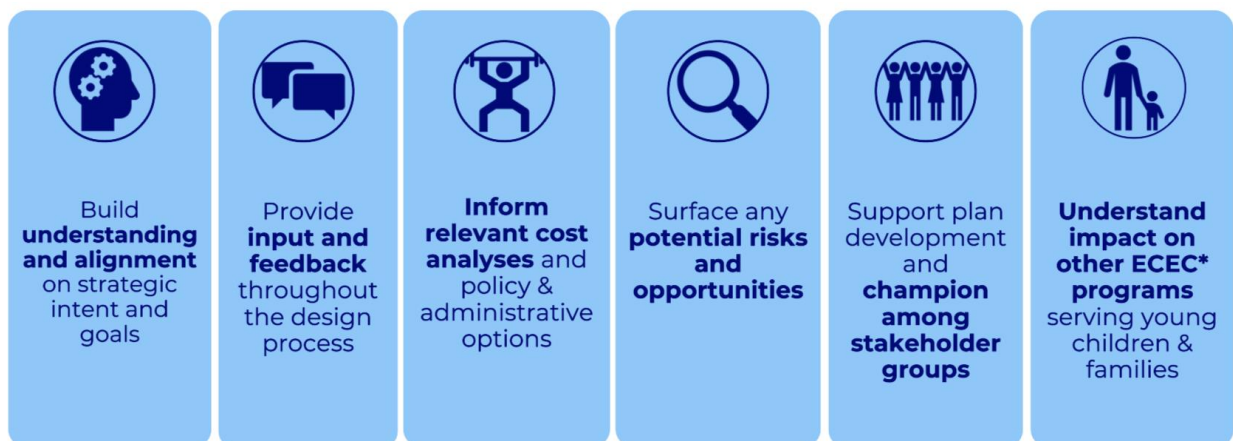 Build
understanding
and alignment
on strategic
intent and
goals
Provide
input and
feedback
throughout
the design
process
Inform
relevant cost
analyses and
policy &
administrative
options
Surface any
potential risks
and
opportunities
Support plan
development
and
champion
among
stakeholder
groups
Understand
impact on
other ECEC*
programs
serving young
children &
families